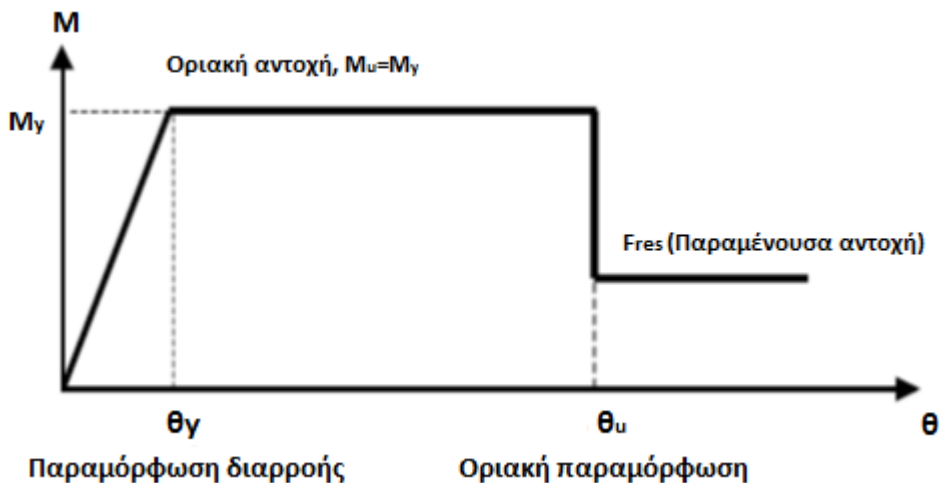 M
Οριακή αντοχή, Mu=My
My
Fres (Παραμένουσα αντοχή)
θy
θu
θ
Παραμόρφωση διαρροής
Οριακή παραμόρφωση